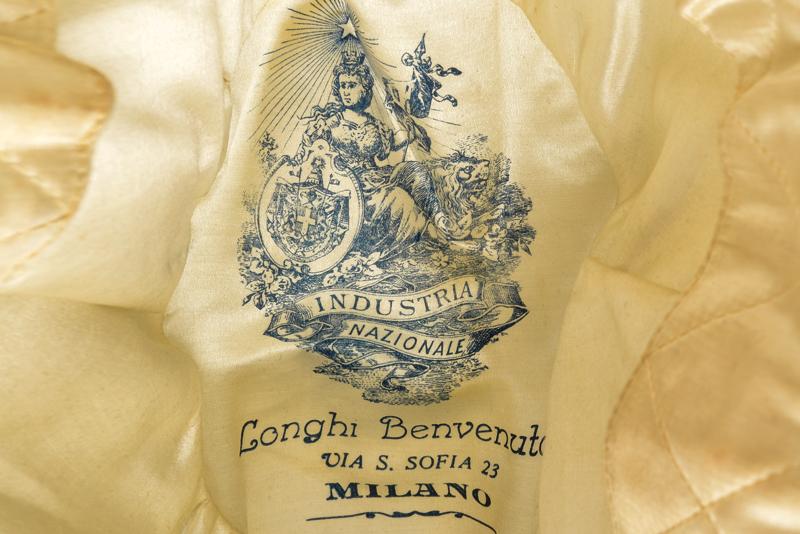 INDUSTRIA
NAZIONALE
Longhi Benvenuto
VIA S. SOFIA 23
MILANO